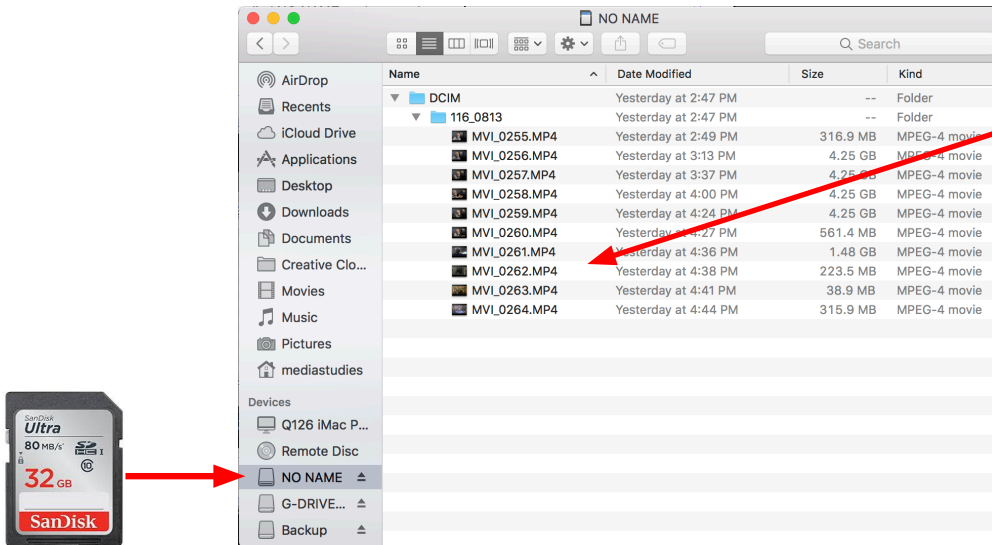 NO NAME
Search
AirDrop
Recents
iCloud Drive
Applications
Desktop
Downloads
Documents
Creative Clo...
Movies
Music
Pictures
mediastudies
Devices
Q126 iMac P...
Remote Disc
NO NAME
G-DRIVE...
Backup
Name Date Modified Size Kind
DCIM Yesterday at 2:47 PM -- Folder
116_0813 Yesterday at 2:47 PM -- Folder
MVI_0255.MP4 Yesterday at 2:49 PM 316.9 MB MPEG-4 movie
MVI_0256.MP4 Yesterday at 3:13 PM 4.25 GB MPEG-4 movie
MVI_0257.MP4 Yesterday at 3:37 PM 4.25 GB MPEG-4 movie
MVI_0258.MP4 Yesterday at 4:00 PM 4.25 GB MPEG-4 movie
MVI_0259.MP4 Yesterday at 4:24 PM 4.25 GB MPEG-4 movie
MVI_0260.MP4 Yesterday at 4:27 PM 561.4 MB MPEG-4 movie
MVI_0261.MP4 Yesterday at 4:36 PM 1.48 GB MPEG-4 movie
MVI_0262.MP4 Yesterday at 4:38 PM 223.5 MB MPEG-4 movie
MVI_0263.MP4 Yesterday at 4:41 PM 38.9 MB MPEG-4 movie
MVI_0264.MP4 Yesterday at 4:44 PM 315.9 MB MPEG-4 movie
SanDisk
Ultra
80 MB/s
SD HC I
10
32 GB
SanDisk